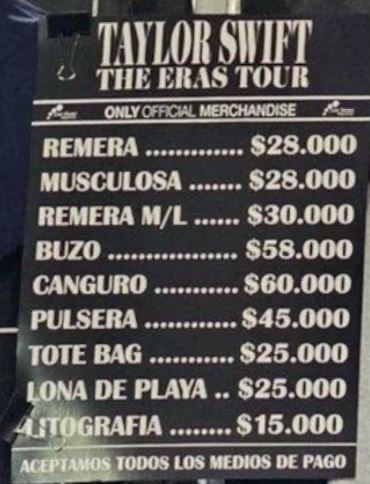 TAYLOR SWIFT
THE ERAS TOUR
ONLY OFFICIAL MERCHANDISE
REMERA ............. $28.000
MUSCULOSA ....... $28.000
REMERA M/L ...... $30.000
BUZO ................. $58.000
CANGURO ........... $60.000
PULSERA ............ $45.000
TOTE BAG ........... $25.000
LONA DE PLAYA .. $25.000
LITOGRAFIA ........ $15.000
ACEPTAMOS TODOS LOS MEDIOS DE PAGO